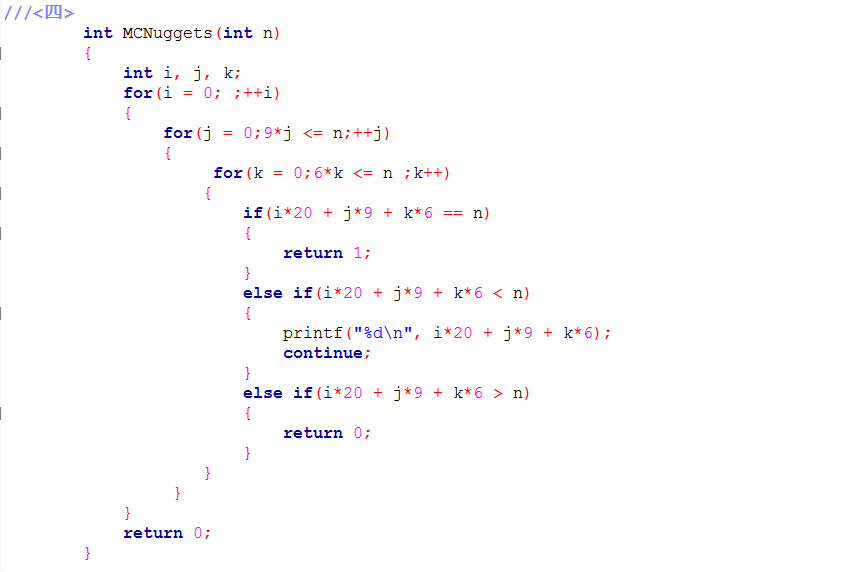 ///<四>
int MCNuggets(int n)
{
int i, j, k;
for(i = 0; ;++i)
{
for(j = 0;9*j <= n;++j)
{
for(k = 0;6*k <= n ;k++)
{
if(i*20 + j*9 + k*6 == n)
{
return 1;
}
else if(i*20 + j*9 + k*6 < n)
{
printf("%d\n", i*20 + j*9 + k*6);
continue;
}
else if(i*20 + j*9 + k*6 > n)
{
return 0;
}
}
}
}
return 0;
}